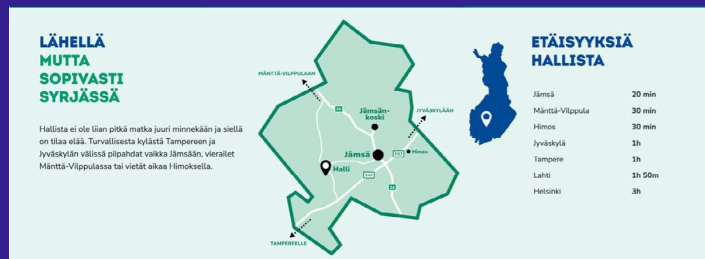 LÄHELLÄ
MUTTA
SOPIVASTI
SYRJÄSSÄ
Hallista ei ole liian pitkä matka juuri minnekään ja siellä
on tilaa elää. Turvallisesta kylästä Tampereen ja
Jyväskylän välissä piipahdat vaikka Jämsään, vierailet
Mänttä-Vilppulassa tai vietät aikaa Himoksella.
MÄNTTÄ-VILPPULAAN
Jämsän-
koski
JYVÄSKYLÄÄN
Jämsä
Himos
Halli
TAMPEREELLE
ETÄISYYKSIÄ
HALLISTA
Jämsä 20 min
Mänttä-Vilppula 30 min
Himos 30 min
Jyväskylä 1h
Tampere 1h
Lahti 1h 50m
Helsinki 3h